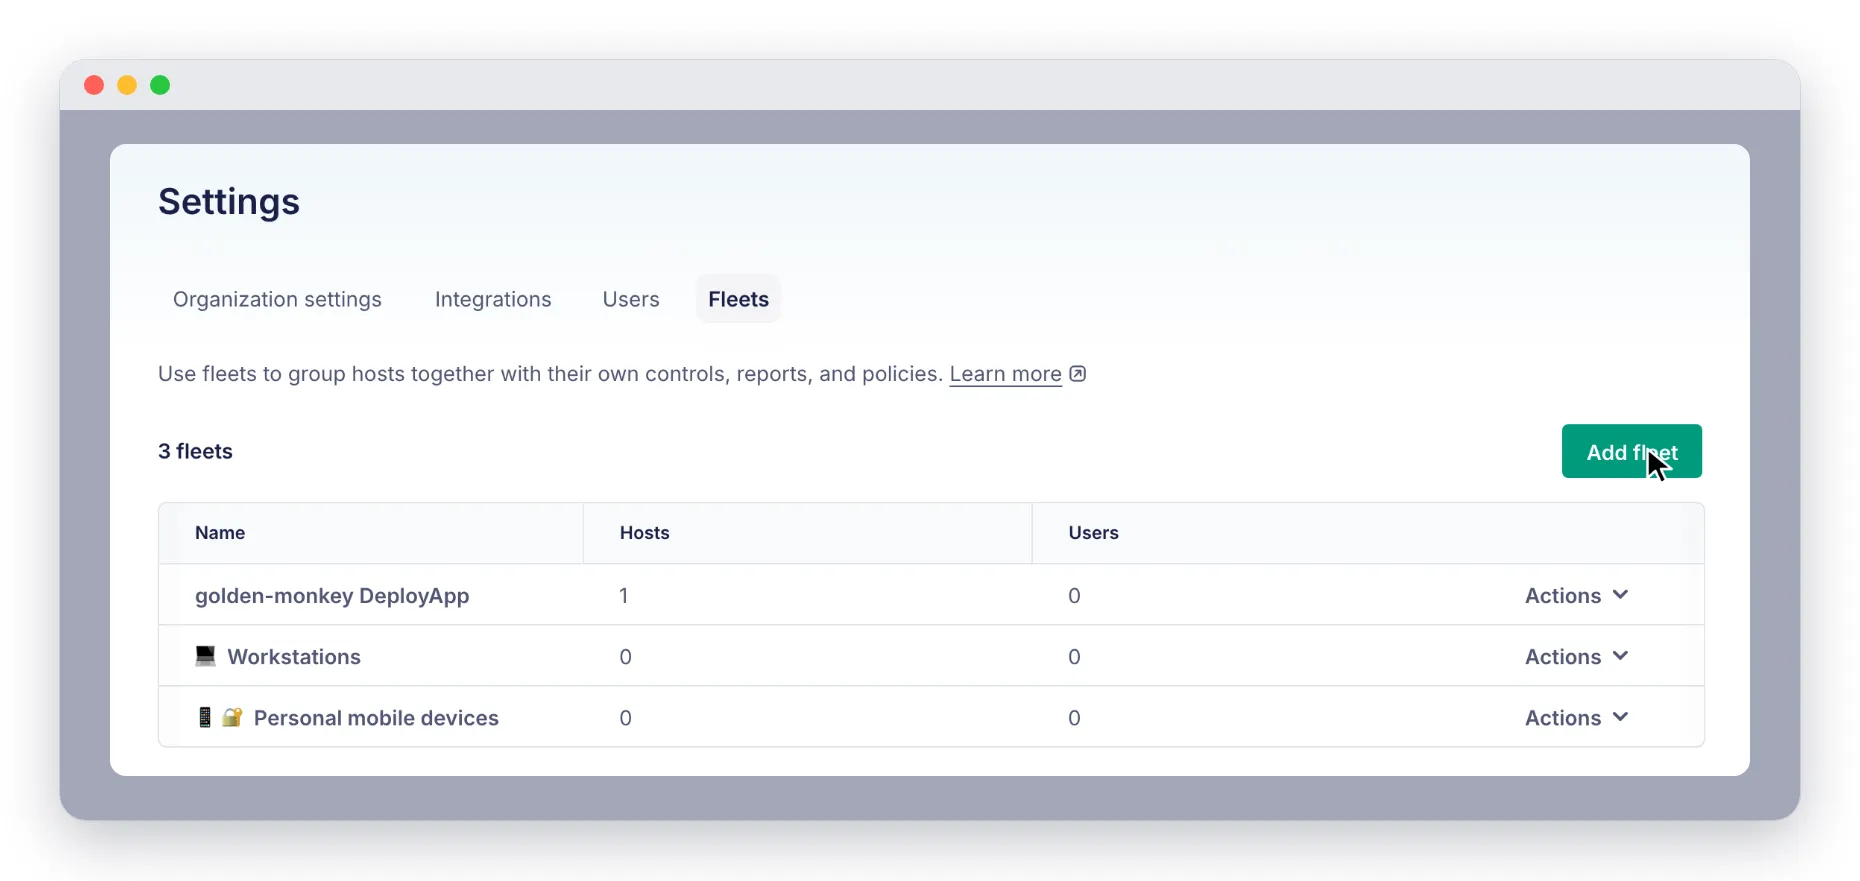 Settings
Organization settings Integrations Users Fleets
Use fleets to group hosts together with their own controls, reports, and policies. Learn more
3 fleets
Add fleet
Name Hosts Users
golden-monkey DeployApp 1 0 Actions
Workstations 0 0 Actions
Personal mobile devices 0 0 Actions